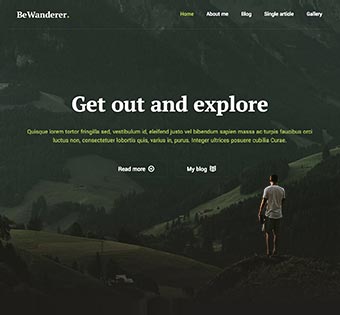 BeWanderer.
Home About me Blog Single article Gallery
Get out and explore
Quisque lorem tortor fringilla sed, vestibulum id, eleifend justo vel bibendum sapien massa ac turpis faucibus orci
luctus non, consectetuer lobortis quis, varius in, purus. Integer ultrices posuere cubilia Curae.
Read more My blog